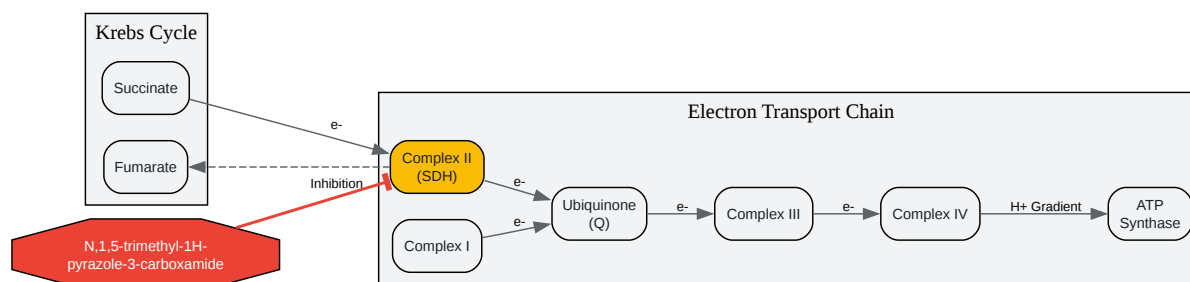 Krebs Cycle
Succinate
Fumarate
e-
Inhibition
N,1,5-trimethyl-1H-
pyrazole-3-carboxamide
Electron Transport Chain
Complex II
(SDH)
Complex I
e-
e-
Ubiquinone
(Q)
e-
Complex III
e-
Complex IV
H+ Gradient
ATP
Synthase